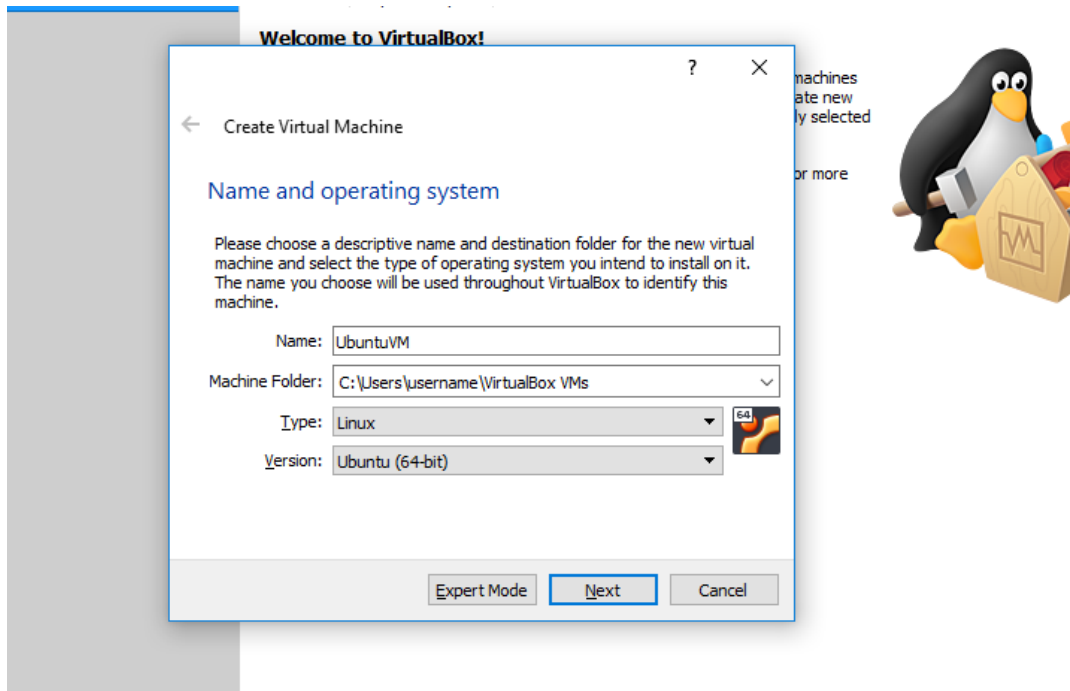 Welcome to VirtualBox!
?
machines
ate new
ly selected
or more
Create Virtual Machine
Name and operating system
Please choose a descriptive name and destination folder for the new virtual
machine and select the type of operating system you intend to install on it.
The name you choose will be used throughout VirtualBox to identify this
machine.
Name: UbuntuVM
Machine Folder: C:\Users\username\VirtualBox VMs
Type: Linux
64
Version: Ubuntu (64-bit)
Expert Mode Next Cancel